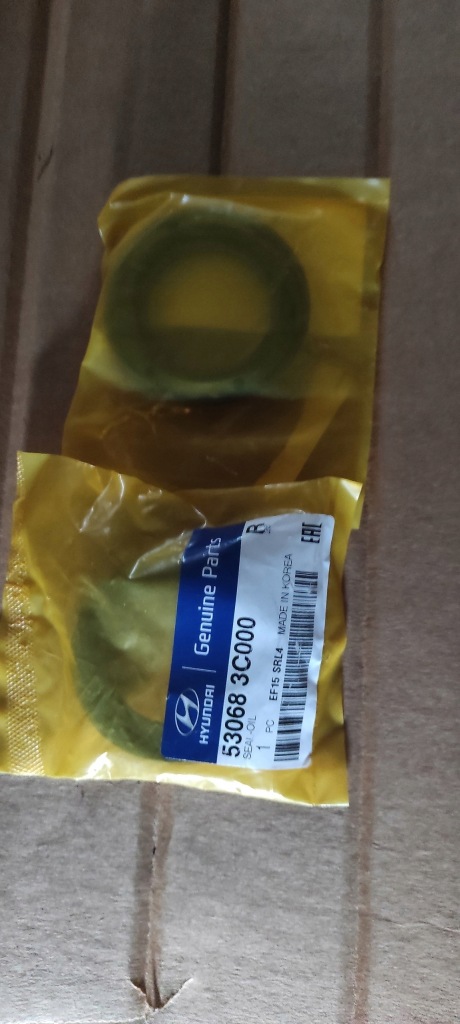 HYUNDAI | Genuine Parts
53068 3C000
SEAL-OIL
1 PC EF15 SRL4 MADE IN KOREA
EAC
R